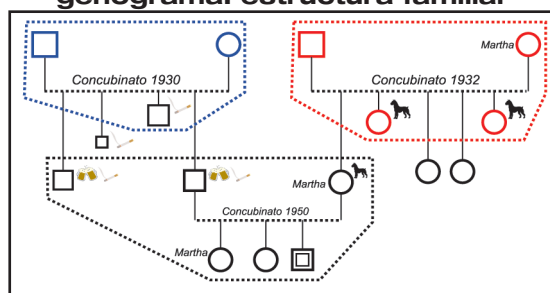 genograma: estructura familiar
Martha
Concubinato 1930
Concubinato 1932
Martha
Concubinato 1950
Martha